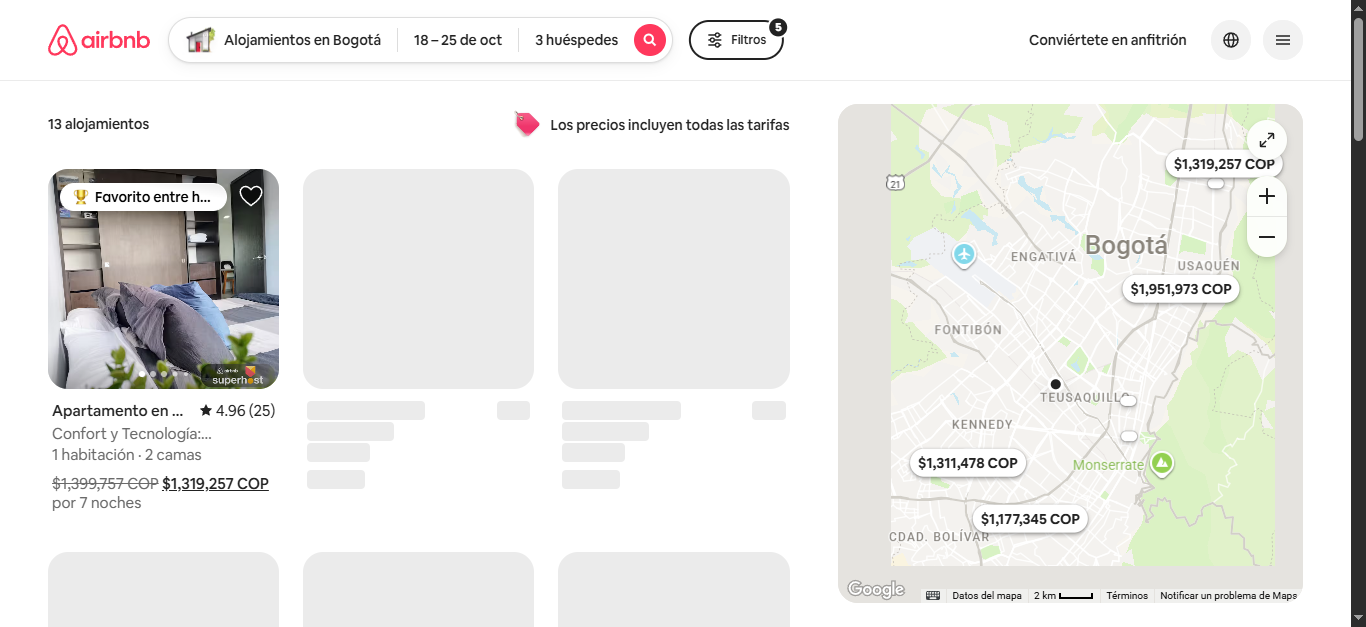 airbnb
Alojamientos en Bogotá
18 – 25 de oct
3 huéspedes
Filtros
5
Conviértete en anfitrión
13 alojamientos
Los precios incluyen todas las tarifas
Favorito entre h...
airbnb
superhost
Apartamento en ...
4.96 (25)
Confort y Tecnología:...
1 habitación · 2 camas
$1,399,757 COP $1,319,257 COP
por 7 noches
$1,319,257 COP
21
Bogotá
ENGATIVÁ
USAQUÉN
$1,951,973 COP
FONTIBÓN
TEUSAQUILLO
KENNEDY
$1,311,478 COP
Monserrate
$1,177,345 COP
CDAD. BOLÍVAR
Google
Datos del mapa
2 km
Términos
Notificar un problema de Maps